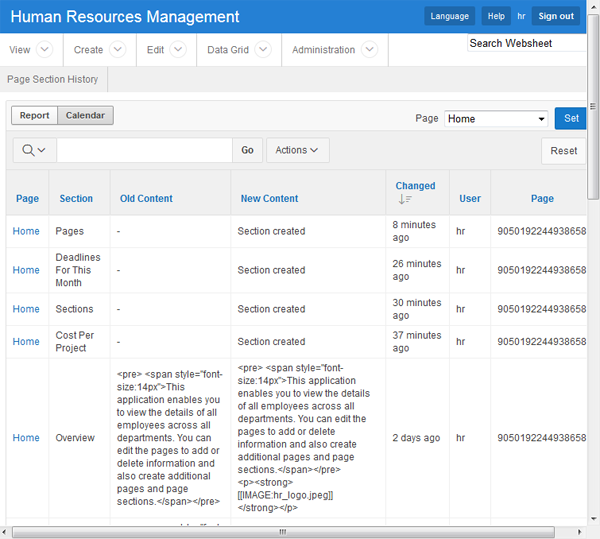 Human Resources Management
Language Help hr Sign out
View Create Edit Data Grid Administration
Search Websheet
Page Section History
Report Calendar
Page Home Set
Go Actions Reset
Page Section Old Content New Content Changed User Page
Home Pages - Section created 8 minutes ago hr 9050192244938658
Home Deadlines For This Month - Section created 26 minutes ago hr 9050192244938658
Home Sections - Section created 30 minutes ago hr 9050192244938658
Home Cost Per Project - Section created 37 minutes ago hr 9050192244938658
Home Overview
<pre> <span style="font-
size:14px">This
application enables you
to view the details of all
employees across all
departments. You can
edit the pages to add or
delete information and
also create additional
pages and page
sections.</span></pre>
<pre> <span style="font-
size:14px">This application
enables you to view the details
of all employees across all
departments. You can edit the
pages to add or delete
information and also create
additional pages and page
sections.</span></pre>
<p><strong>
[[IMAGE:hr_logo.jpeg]]
</strong></p>
2 days ago hr 9050192244938658